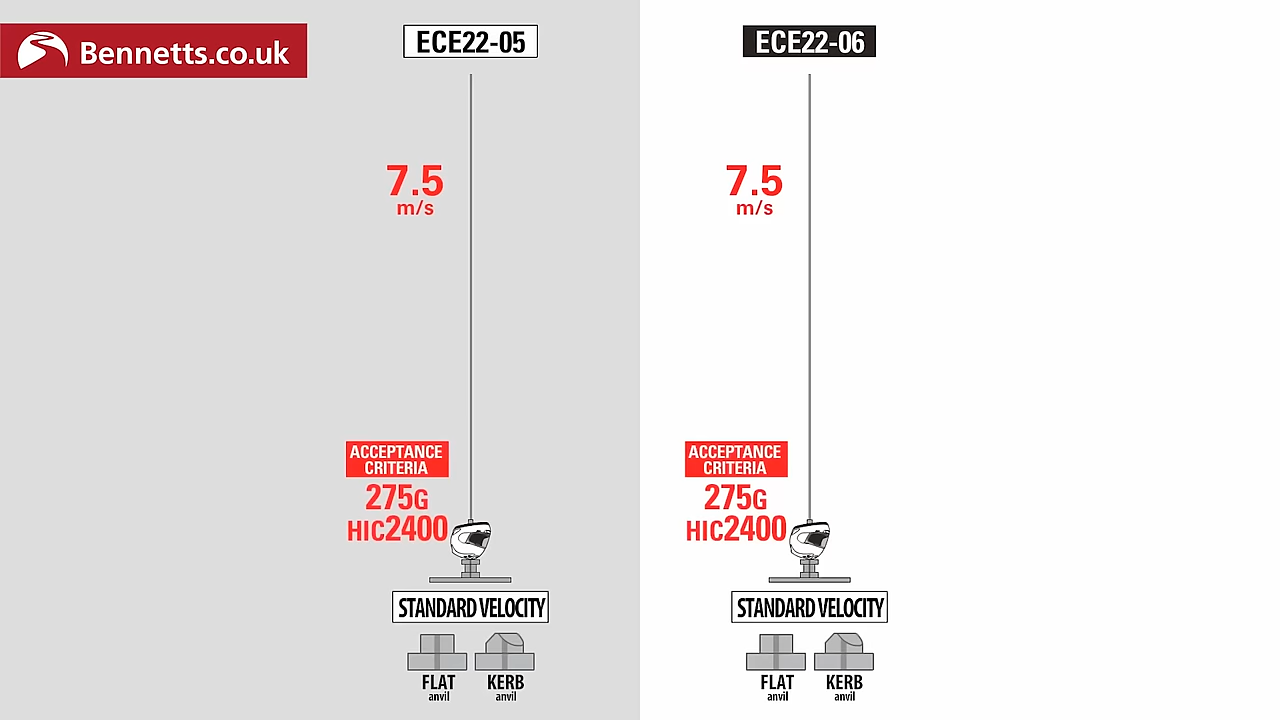 Bennetts.co.uk
ECE22-05
7.5
m/s
ACCEPTANCE
CRITERIA
275G
HIC2400
STANDARD VELOCITY
FLAT
anvil
KERB
anvil
ECE22-06
7.5
m/s
ACCEPTANCE
CRITERIA
275G
HIC2400
STANDARD VELOCITY
FLAT
anvil
KERB
anvil